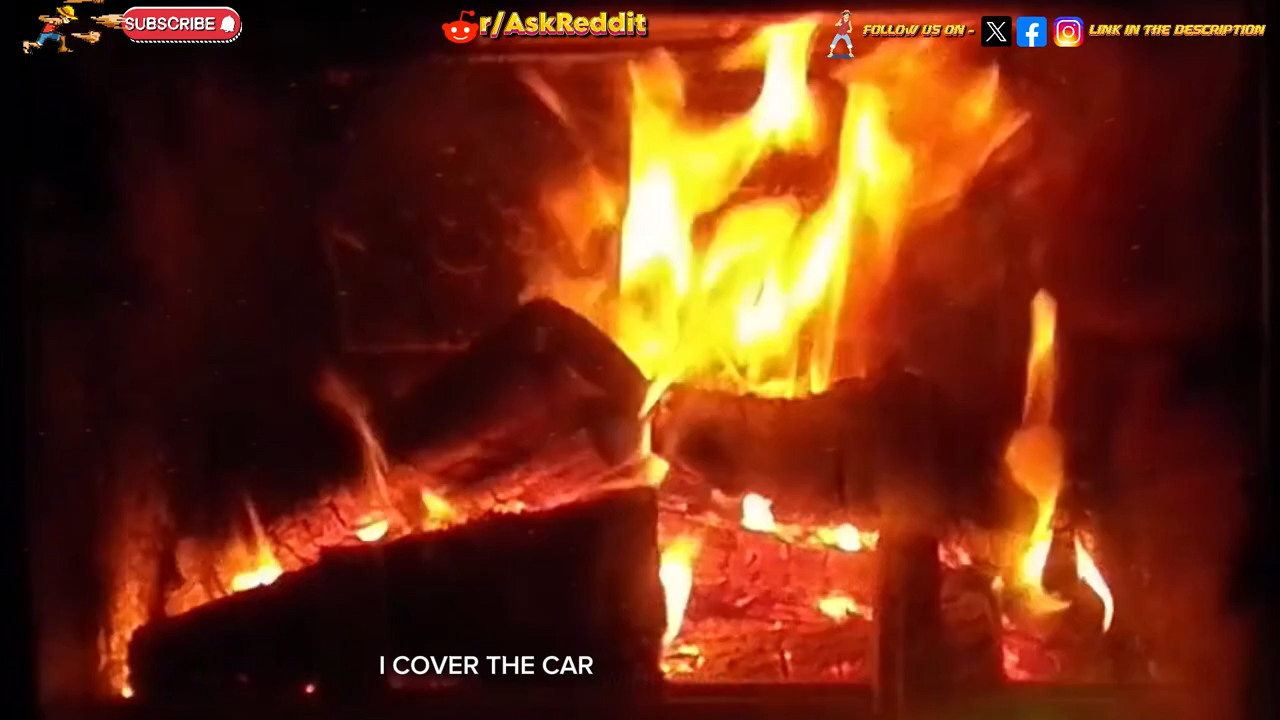 SUBSCRIBE
r/AskReddit
FOLLOW US ON -
LINK IN THE DESCRIPTION
I COVER THE CAR